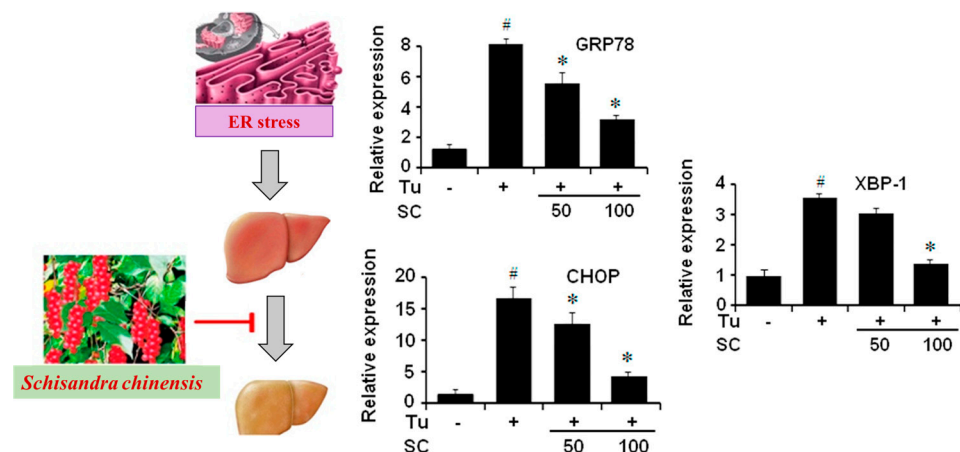 ER stress
Schisandra chinensis
Relative expression
GRP78
#
*
*
8
6
4
2
0
Tu - + + +
SC 50 100
Relative expression
CHOP
#
*
*
20
15
10
5
0
Tu - + + +
SC 50 100
Relative expression
XBP-1
#
*
4
3
2
1
0
Tu - + + +
SC 50 100